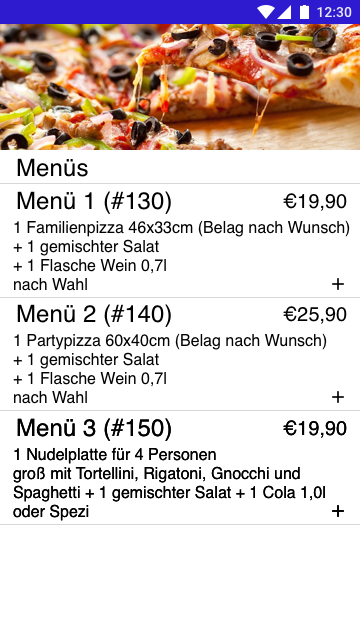 12:30
Menüs
Menü 1 (#130) €19,90
1 Familienpizza 46x33cm (Belag nach Wunsch)
+ 1 gemischter Salat
+ 1 Flasche Wein 0,7l
nach Wahl +
Menü 2 (#140) €25,90
1 Partypizza 60x40cm (Belag nach Wunsch)
+ 1 gemischter Salat
+ 1 Flasche Wein 0,7l
nach Wahl +
Menü 3 (#150) €19,90
1 Nudelplatte für 4 Personen
groß mit Tortellini, Rigatoni, Gnocchi und
Spaghetti + 1 gemischter Salat + 1 Cola 1,0l
oder Spezi +